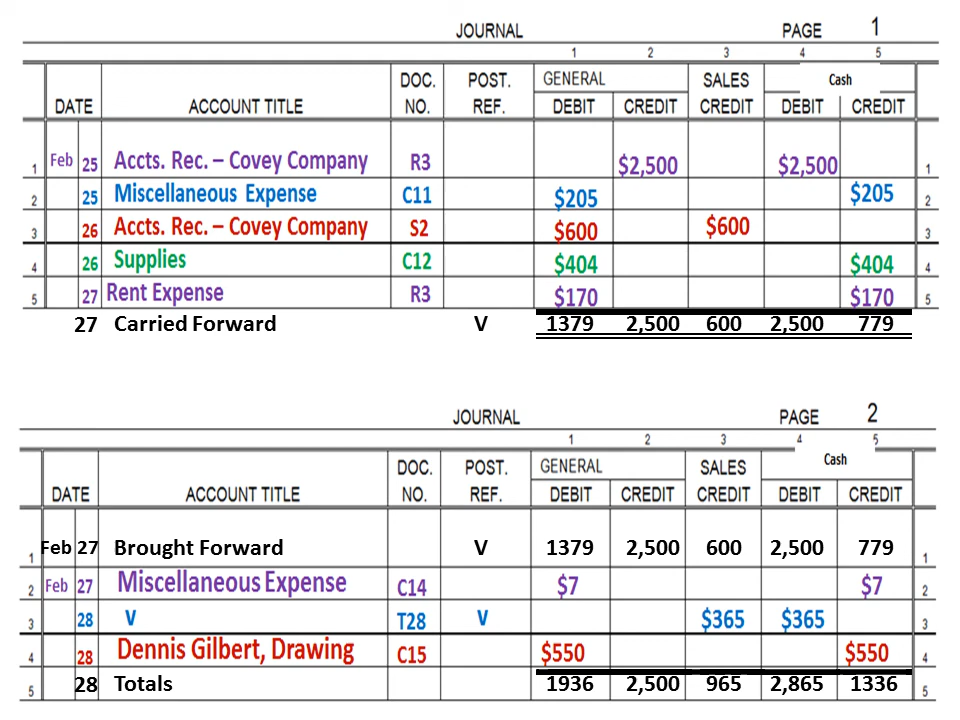 JOURNAL PAGE 1
1 2 3 4 5
DOC. POST. GENERAL SALES Cash
DATE ACCOUNT TITLE NO. REF. DEBIT CREDIT CREDIT DEBIT CREDIT
1 Feb 25 Accts. Rec. – Covey Company R3 $2,500 $2,500 1
2 25 Miscellaneous Expense C11 $205 $205 2
3 26 Accts. Rec. – Covey Company S2 $600 $600 3
4 26 Supplies C12 $404 $404 4
5 27 Rent Expense R3 $170 $170 5
27 Carried Forward V 1379 2,500 600 2,500 779
JOURNAL PAGE 2
1 2 3 4 5
DOC. POST. GENERAL SALES Cash
DATE ACCOUNT TITLE NO. REF. DEBIT CREDIT CREDIT DEBIT CREDIT
1 Feb 27 Brought Forward V 1379 2,500 600 2,500 779 1
2 Feb 27 Miscellaneous Expense C14 $7 $7 2
3 28 V T28 V $365 $365 3
4 28 Dennis Gilbert, Drawing C15 $550 $550 4
5 28 Totals 1936 2,500 965 2,865 1336 5